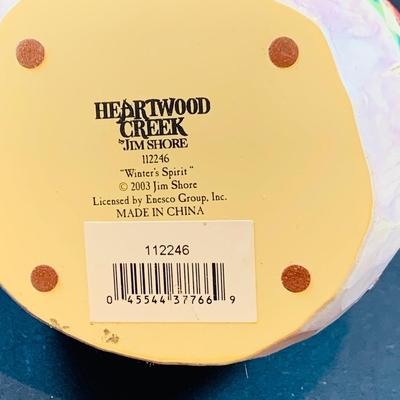 HEARTWOOD
CREEK
by JIM SHORE
112246
"Winter's Spirit"
© 2003 Jim Shore
Licensed by Enesco Group, Inc.
MADE IN CHINA
112246
0 45544 37766 9